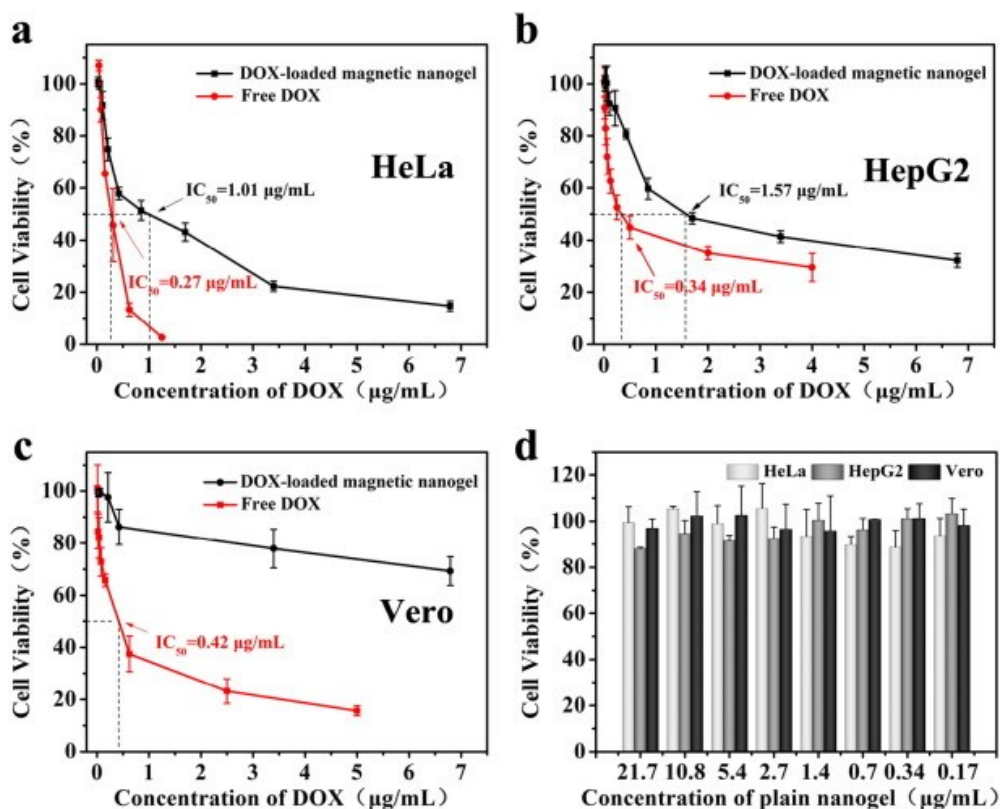 a
100
80
60
40
20
0
Cell Viability（%）
DOX-loaded magnetic nanogel
Free DOX
HeLa
IC50=1.01 μg/mL
IC50=0.27 μg/mL
0 1 2 3 4 5 6 7
Concentration of DOX（μg/mL）
b
100
80
60
40
20
0
Cell Viability（%）
DOX-loaded magnetic nanogel
Free DOX
HepG2
IC50=1.57 μg/mL
IC50=0.34 μg/mL
0 1 2 3 4 5 6 7
Concentration of DOX（μg/mL）
c
100
80
60
40
20
0
Cell Viability（%）
DOX-loaded magnetic nanogel
Free DOX
Vero
IC50=0.42 μg/mL
0 1 2 3 4 5 6 7
Concentration of DOX（μg/mL）
d
120
100
80
60
40
20
0
Cell Viability（%）
HeLa HepG2 Vero
21.7 10.8 5.4 2.7 1.4 0.7 0.34 0.17
Concentration of plain nanogel（μg/mL）